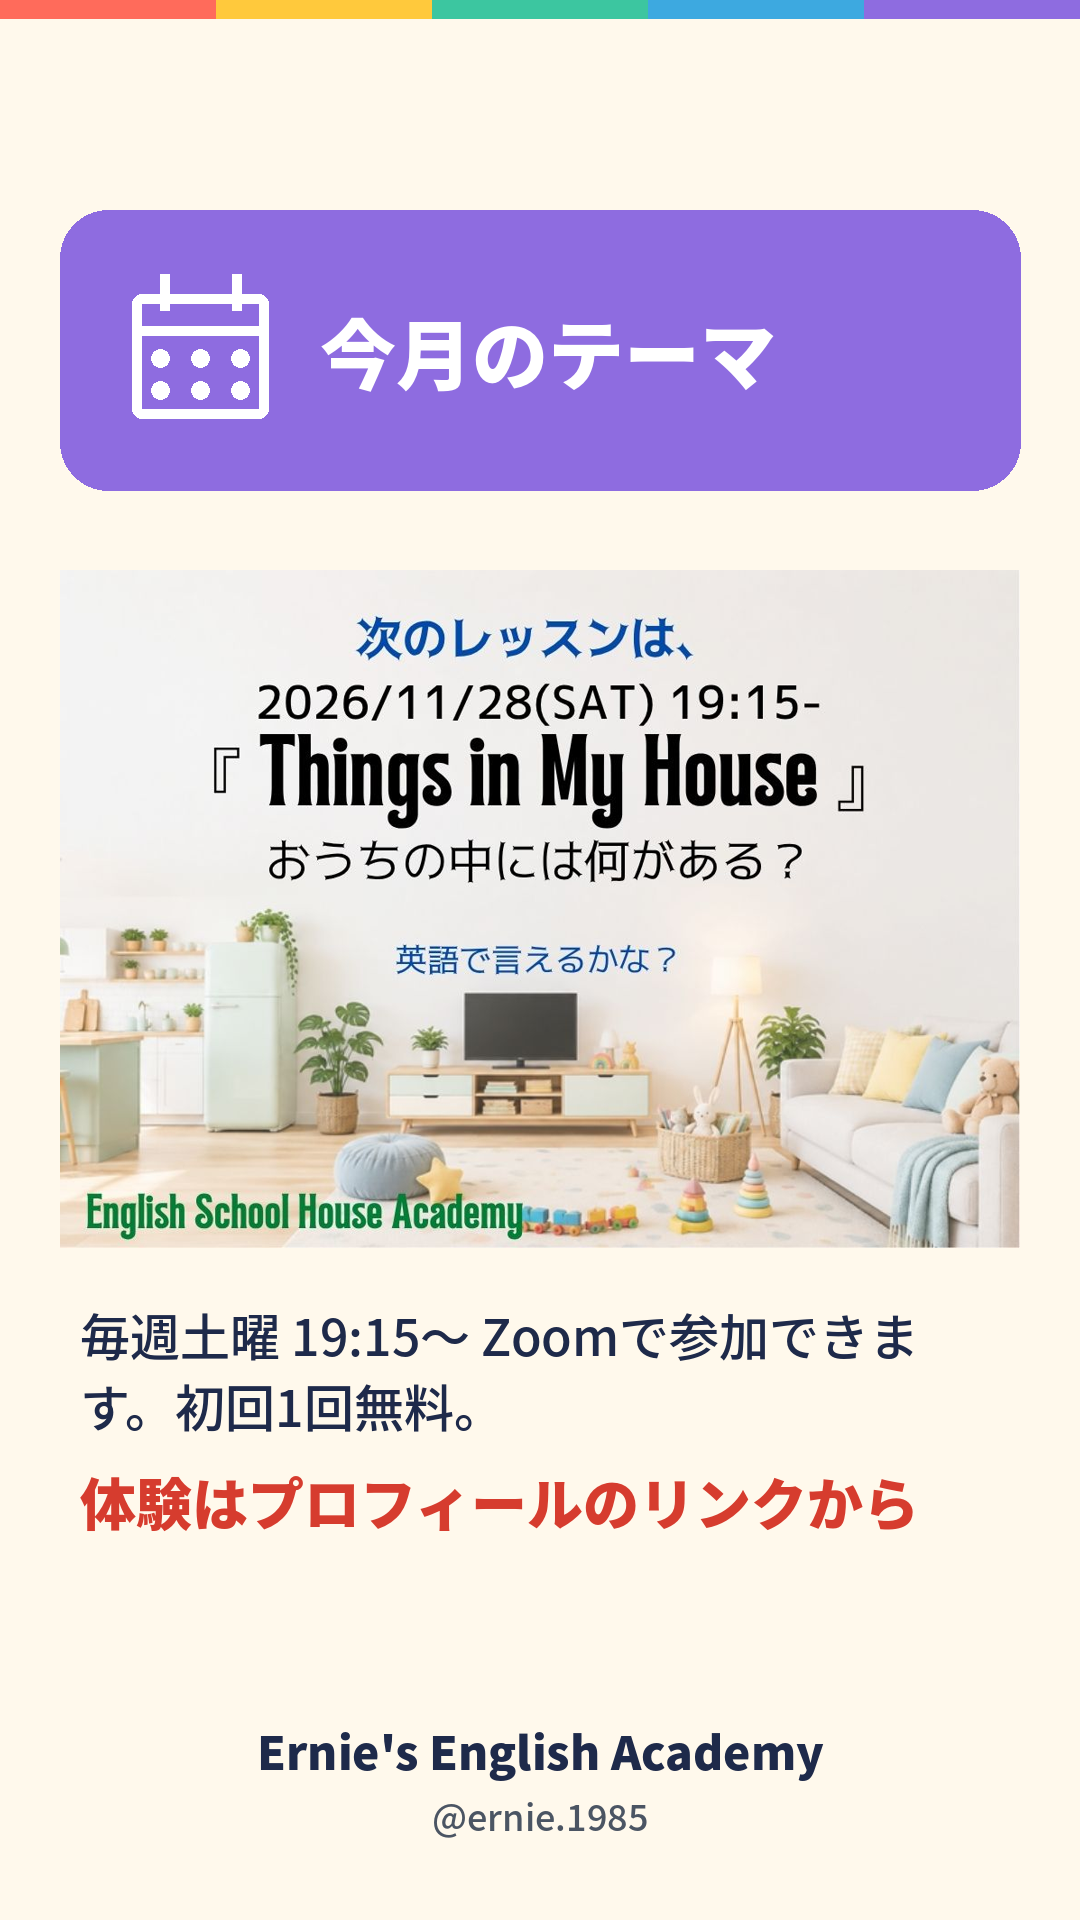 今月のテーマ
次のレッスンは、
2026/11/28(SAT) 19:15-
『 Things in My House 』
おうちの中には何がある？
英語で言えるかな？
English School House Academy
毎週土曜 19:15〜 Zoomで参加できま
す。初回1回無料。
体験はプロフィールのリンクから
Ernie's English Academy
@ernie.1985